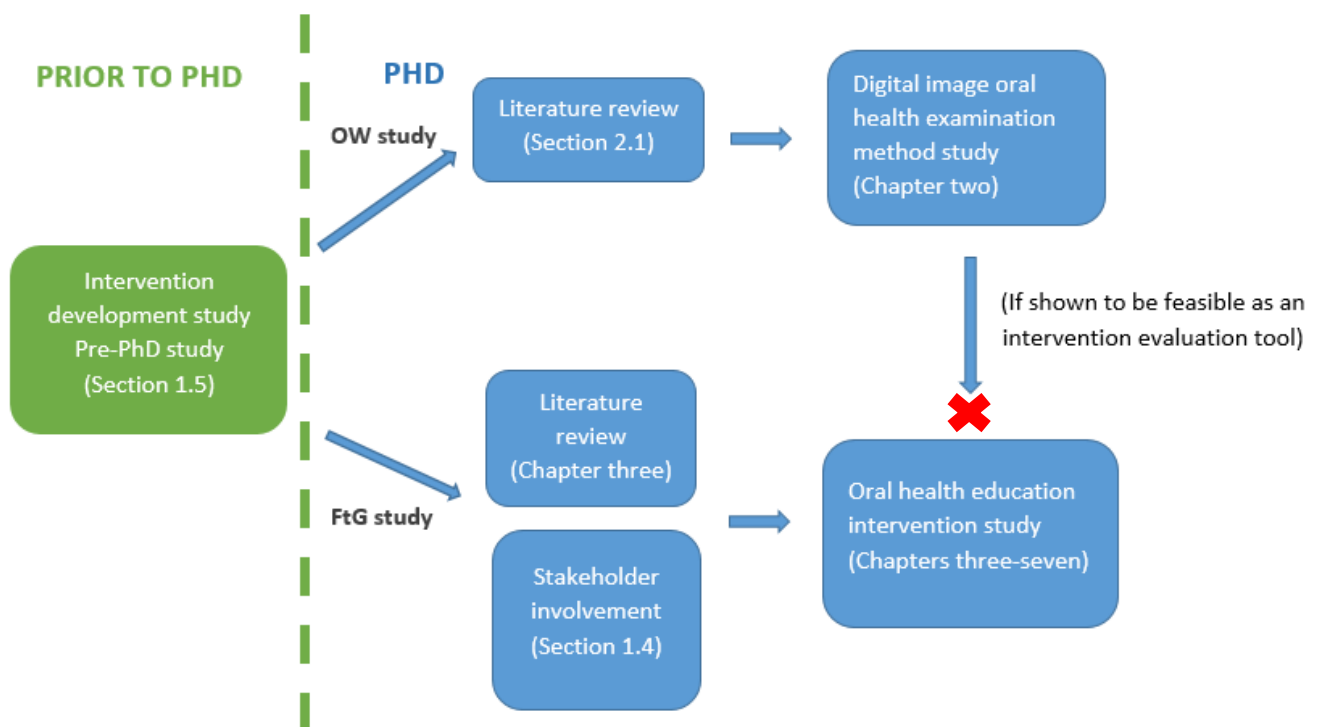 PRIOR TO PHD
PHD
OW study
Literature review
(Section 2.1)
Digital image oral
health examination
method study
(Chapter two)
Intervention
development study
Pre-PhD study
(Section 1.5)
(If shown to be feasible as an
intervention evaluation tool)
FtG study
Literature
review
(Chapter three)
Stakeholder
involvement
(Section 1.4)
Oral health education
intervention study
(Chapters three-seven)